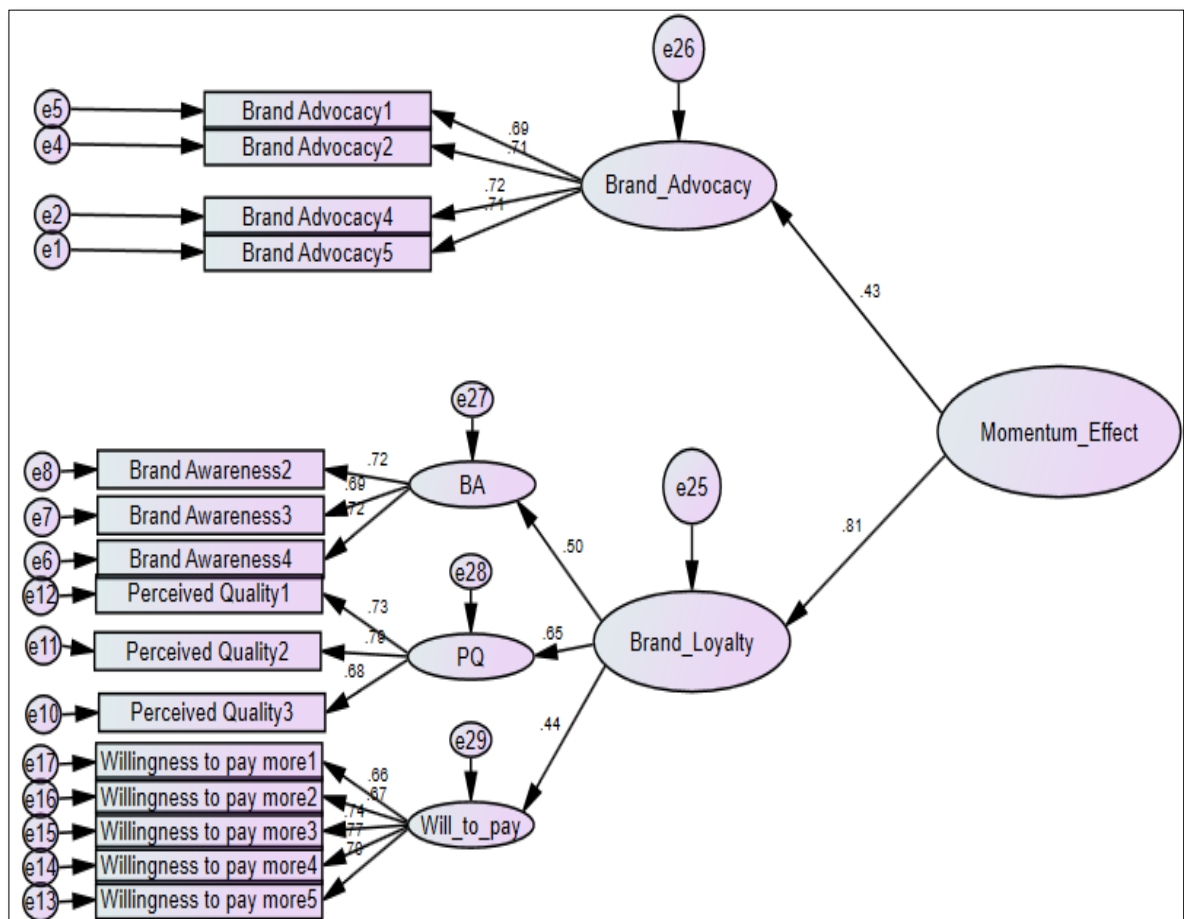 e26
e5
Brand Advocacy1
.69
e4
Brand Advocacy2
.71
Brand_Advocacy
e2
Brand Advocacy4
.72
e1
Brand Advocacy5
.71
.43
Momentum_Effect
e27
e8
Brand Awareness2
.72
BA
e25
e7
Brand Awareness3
.69
.72
.81
e6
Brand Awareness4
.50
e28
e12
Perceived Quality1
.73
e11
Perceived Quality2
.79
PQ
.65
Brand_Loyalty
.68
e10
Perceived Quality3
.44
e29
e17
Willingness to pay more1
.66
e16
Willingness to pay more2
.67
e15
Willingness to pay more3
.74
Will_to_pay
.77
e14
Willingness to pay more4
e13
Willingness to pay more5